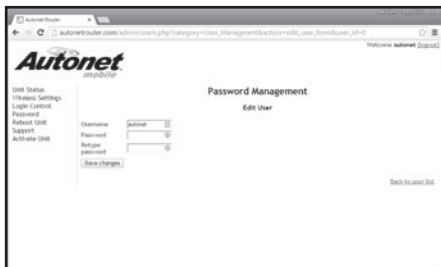 Autonet Router
autonetrouter.com/admin/users.php?category=User_Managment&action=edit_user_form&user_id=0
Welcome autonet [logout]
Autonet
mobile
Unit Status
Wireless Settings
Login Control
Password
Reboot Unit
Support
Activate Unit
Password Management
Edit User
Username autonet
Password
Retype
password
Save changes
Back to user list